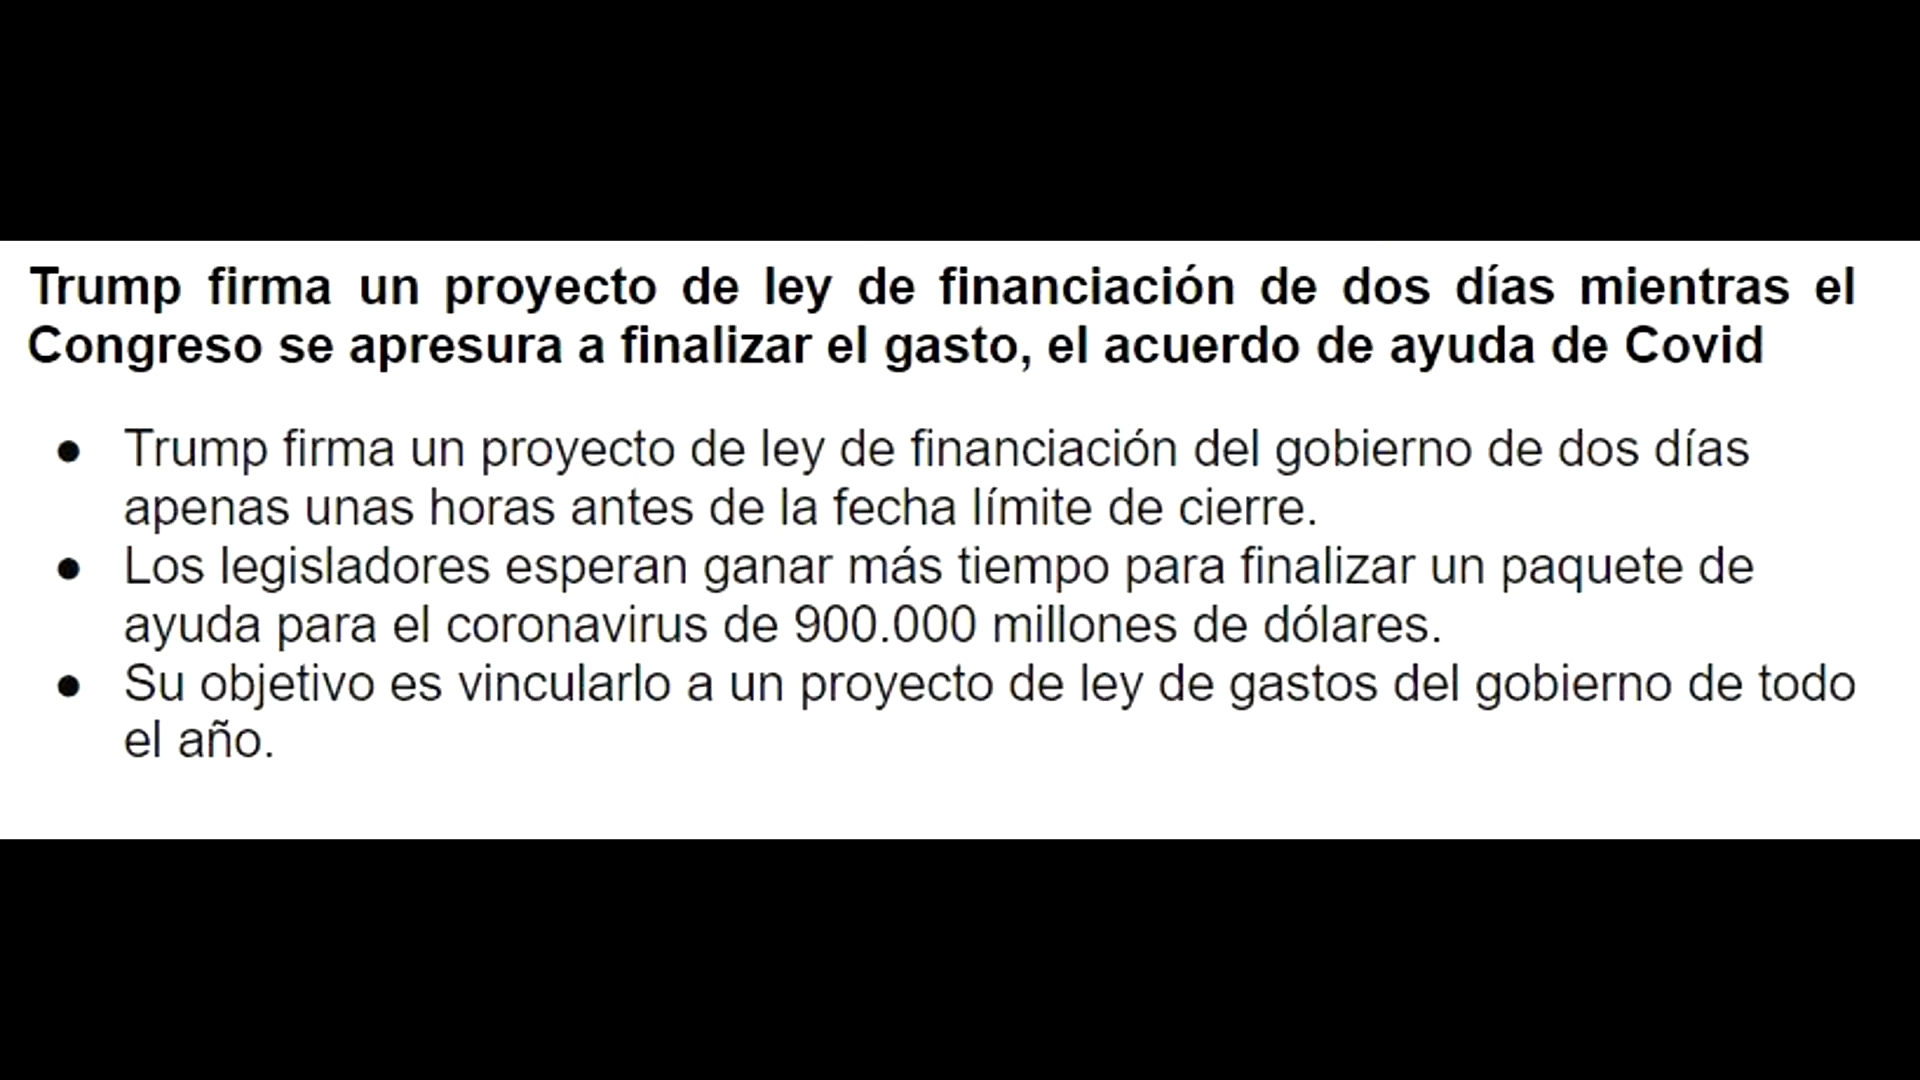 Trump firma un proyecto de ley de financiación de dos días mientras el
Congreso se apresura a finalizar el gasto, el acuerdo de ayuda de Covid
● Trump firma un proyecto de ley de financiación del gobierno de dos días
apenas unas horas antes de la fecha límite de cierre.
● Los legisladores esperan ganar más tiempo para finalizar un paquete de
ayuda para el coronavirus de 900.000 millones de dólares.
● Su objetivo es vincularlo a un proyecto de ley de gastos del gobierno de todo
el año.